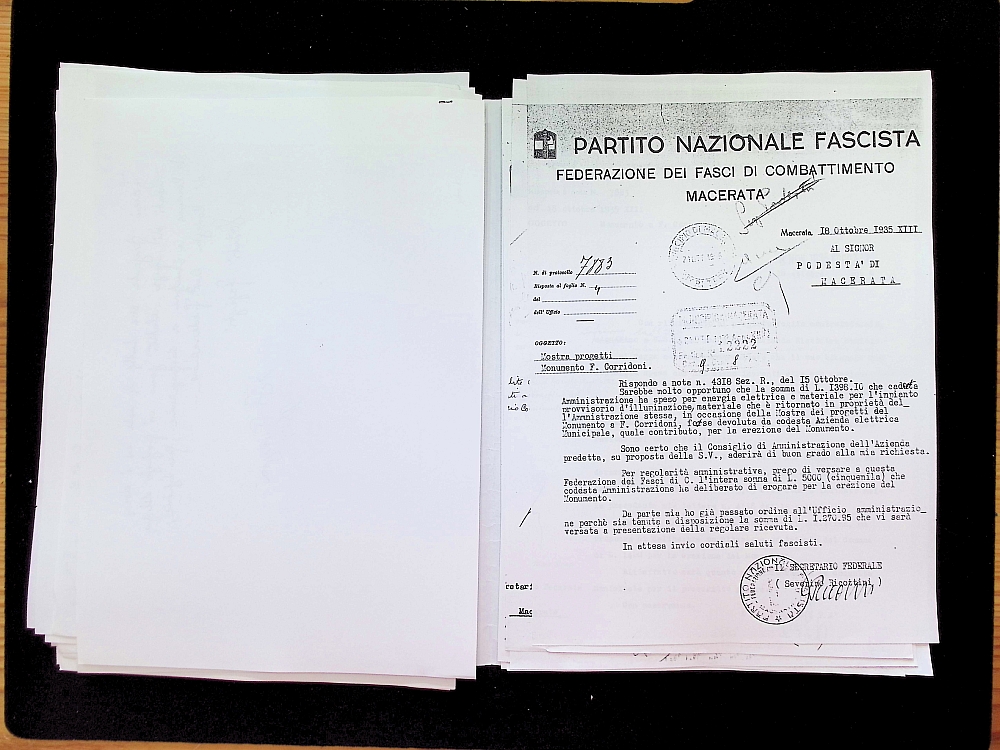 PARTITO NAZIONALE FASCISTA
FEDERAZIONE DEI FASCI DI COMBATTIMENTO
MACERATA
Macerata, 18 Ottobre 1935 XIII
AL SIGNOR
PODESTA' DI
MACERATA
N. di protocollo 7883
Risposta al foglio N.
del
dell' Ufficio
OGGETTO:
Mostra progetti
Monumento F. Corridoni.
Rispondo a note n. 4318 Sez. R., del 15 Ottobre.
Sarebbe molto opportuno che la somma di L. 1398.10 che
Amministrazione ha speso per energia elettrica e materiale per l'impianto
provvisorio d'illuminazione, materiale che è ritornato in proprietà del_
l'Amministrazione stessa, in occasione della Mostra dei progetti del
Monumento a F. Corridoni, fosse devoluta da codesta Azienda elettrica
Municipale, quale contributo, per la erezione del Monumento.
Sono certo che il Consiglio di Amministrazione dell'Azienda
predetta, su proposta della S.V., aderirà di buon grado alla mia richiesta.
Per regolarità amministrativa, prego di versare a questa
Federazione dei Fasci di C. l'intera somma di L. 5000 (cinquemila) che
codesta Amministrazione ha deliberato di erogare per la erezione del
Monumento.
Da parte mia ho già passato ordine all'Ufficio amministrazio_
ne perchè sia tenuta a disposizione la somma di L. 1.270.95 che vi sarà
versata a presentazione della regolare ricevuta.
In attesa invio cordiali saluti fascisti.
IL SEGRETARIO FEDERALE
( Severino Ricottini )